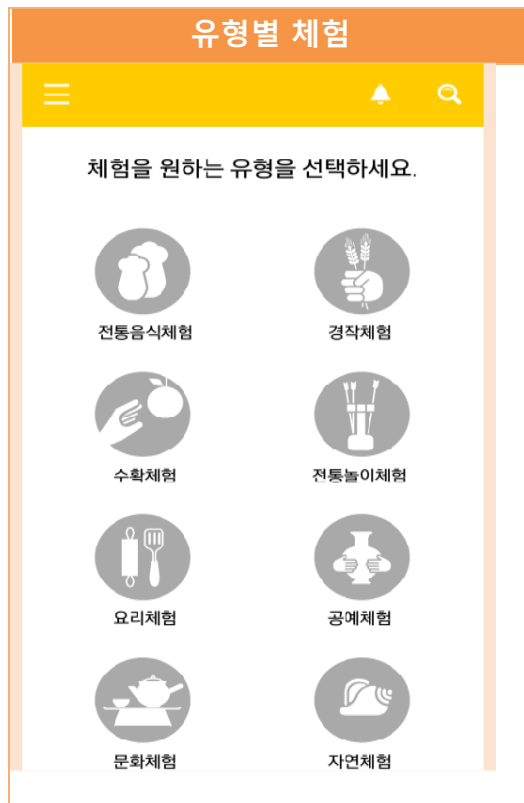 유형별 체험
체험을 원하는 유형을 선택하세요.
전통음식체험
경작체험
수확체험
전통놀이체험
요리체험
공예체험
문화체험
자연체험